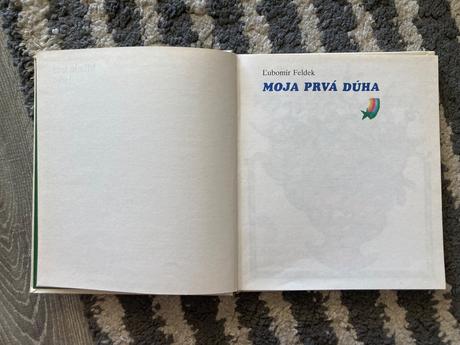 Ľubomír Feldek
MOJA PRVÁ DÚHA